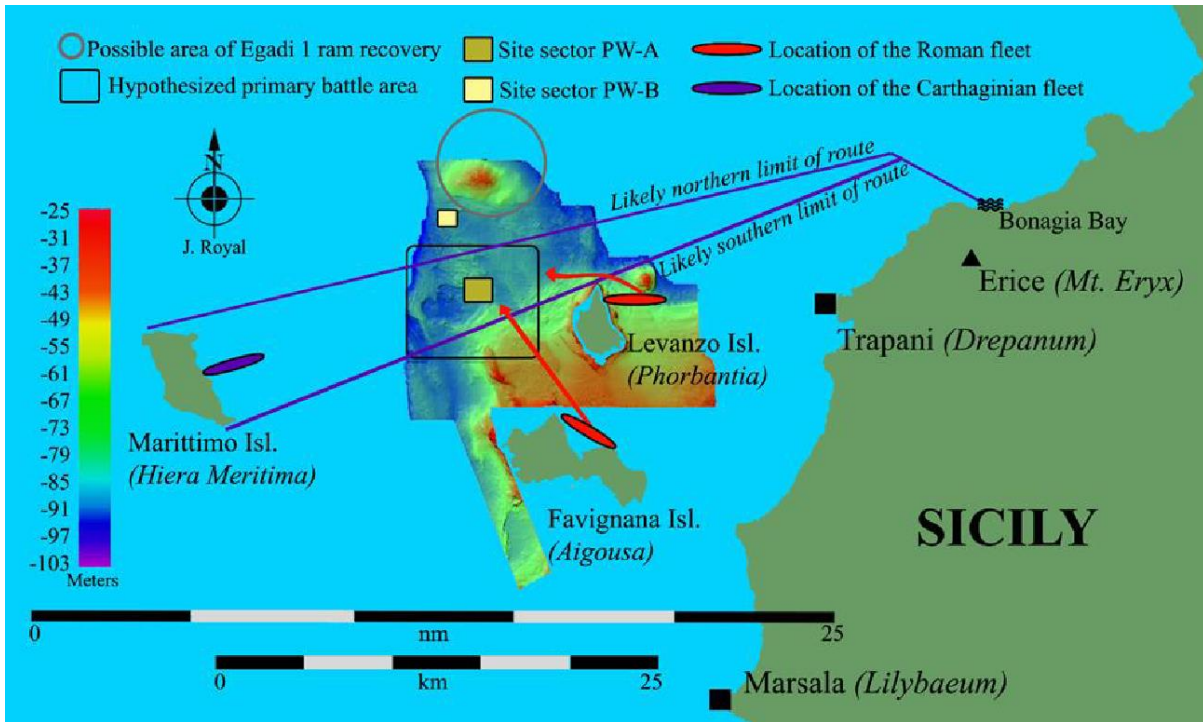 Possible area of Egadi 1 ram recovery
Hypothesized primary battle area
Site sector PW-A
Site sector PW-B
Location of the Roman fleet
Location of the Carthaginian fleet
N
J. Royal
-25
-31
-37
-43
-49
-55
-61
-67
-73
-79
-85
-91
-97
-103
Meters
Likely northern limit of route
Likely southern limit of route
Bonagia Bay
Erice (Mt. Eryx)
Trapani (Drepanum)
Levanzo Isl.
(Phorbantia)
Marittimo Isl.
(Hiera Meritima)
Favignana Isl.
(Aigousa)
SICILY
0
nm
25
0
km
25
Marsala (Lilybaeum)